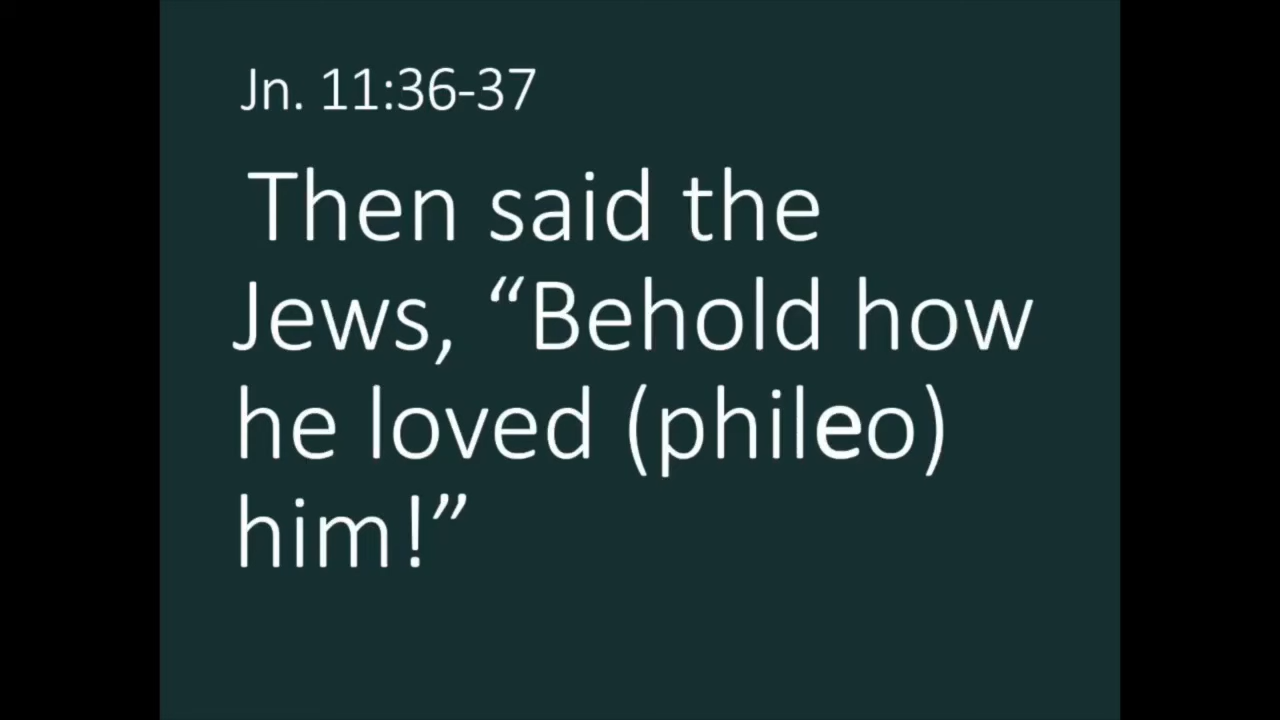 Jn. 11:36-37
Then said the
Jews, “Behold how
he loved (phileo)
him!”